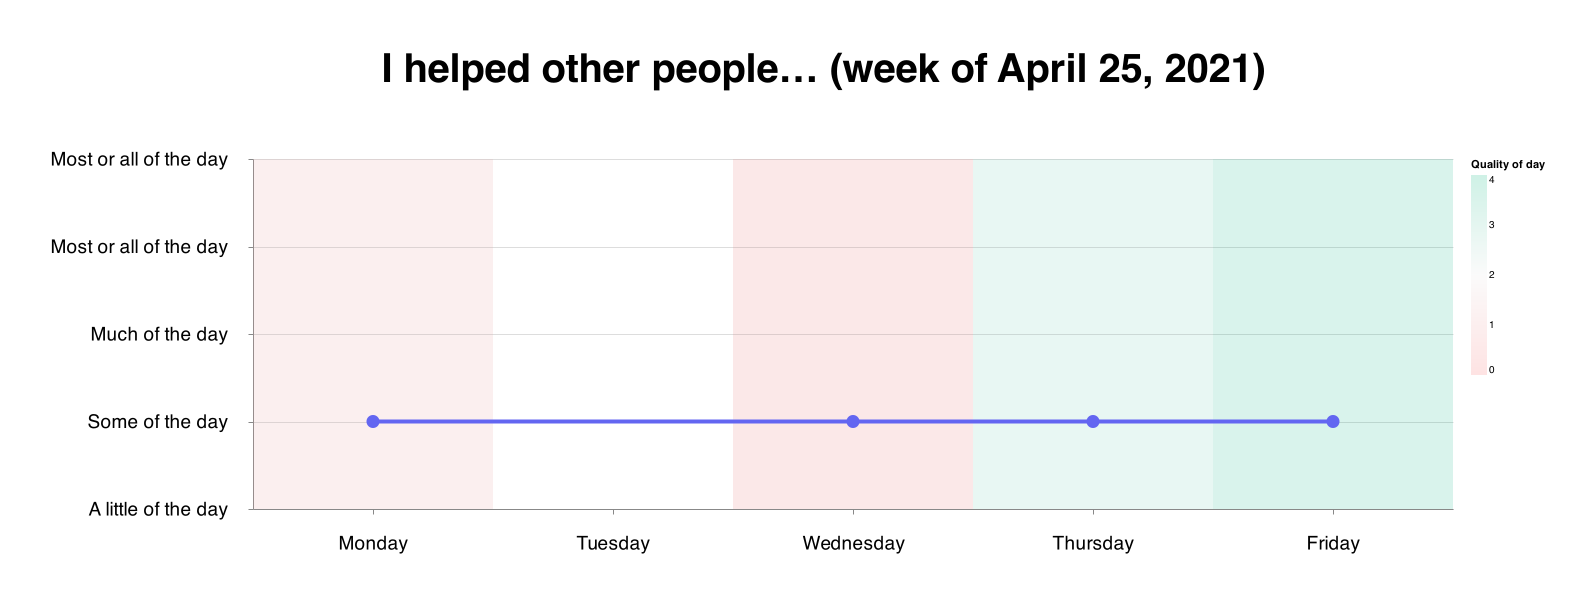 I helped other people… (week of April 25, 2021)
Most or all of the day
Most or all of the day
Much of the day
Some of the day
A little of the day
Monday
Tuesday
Wednesday
Thursday
Friday
Quality of day
4
3
2
1
0